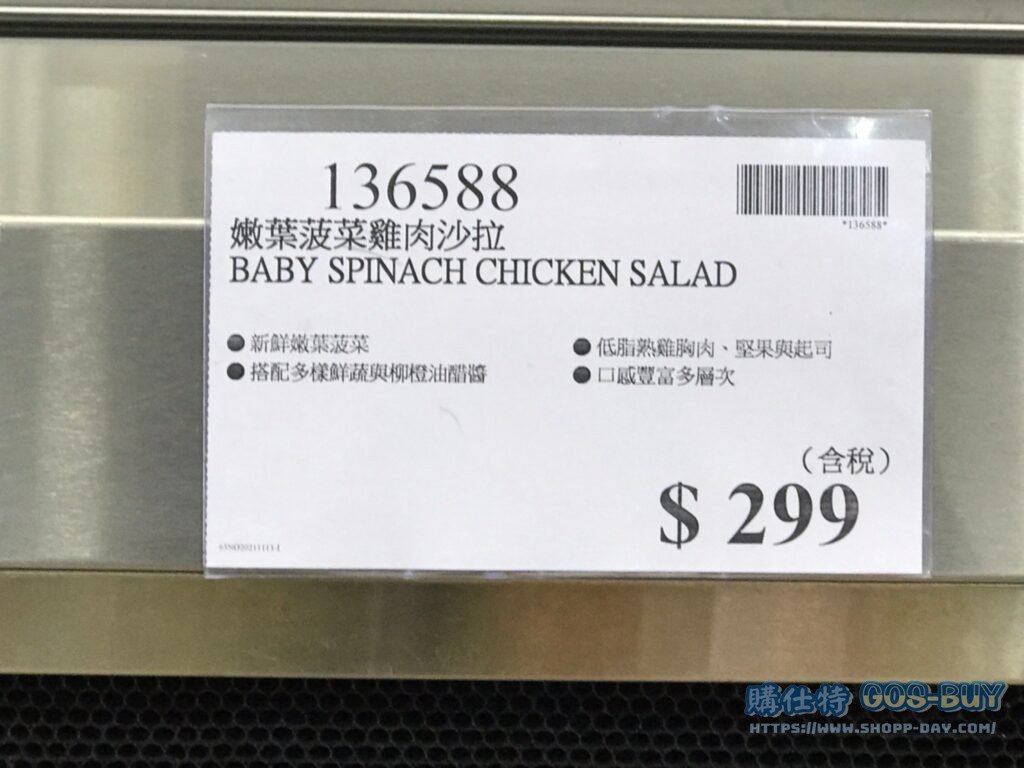 136588
*136588*
嫩葉菠菜雞肉沙拉
BABY SPINACH CHICKEN SALAD
●新鮮嫩葉菠菜
●搭配多樣鮮蔬與柳橙油醋醬
●低脂熟雞胸肉、堅果與起司
●口感豐富多層次
（含稅）
$ 299
購仕特 GOS-BUY
HTTPS://WWW.SHOPP-DAY.COM/